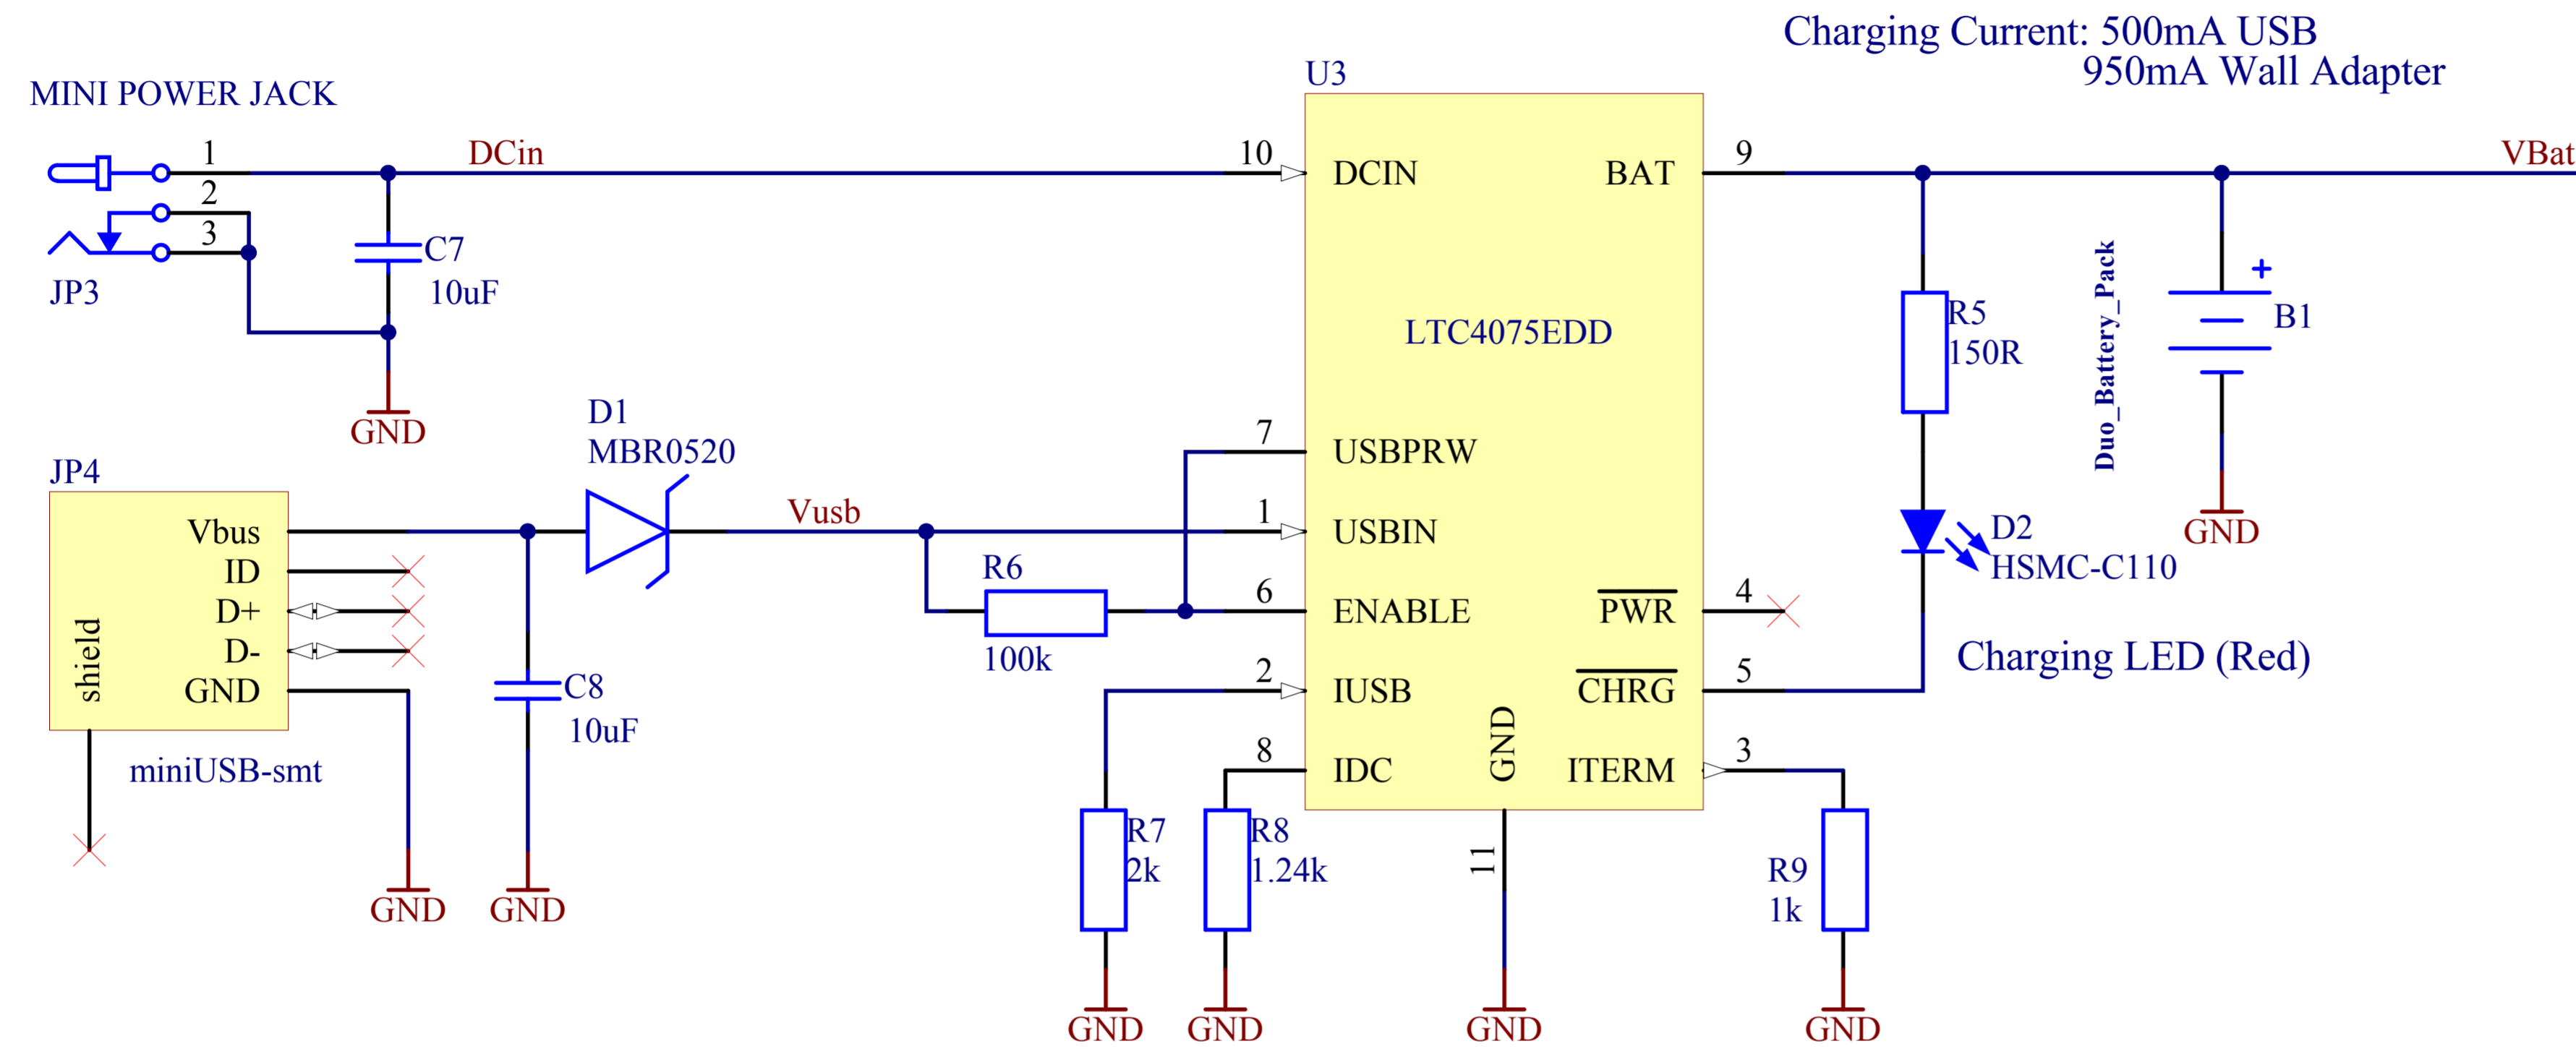 Charging Current: 500mA USB
950mA Wall Adapter
MINI POWER JACK
1
2
3
JP3
DCin
C7
10uF
GND
JP4
Vbus
ID
D+
D-
GND
shield
miniUSB-smt
GND
D1
MBR0520
Vusb
C8
10uF
GND
R6
100k
U3
LTC4075EDD
10
DCIN
7
USBPRW
1
USBIN
6
ENABLE
2
IUSB
8
IDC
BAT
9
PWR
4
CHRG
5
ITERM
3
GND
11
GND
R7
2k
GND
R8
1.24k
GND
R9
1k
GND
VBat
R5
150R
D2
HSMC-C110
Charging LED (Red)
Duo_Battery_Pack
+
B1
GND